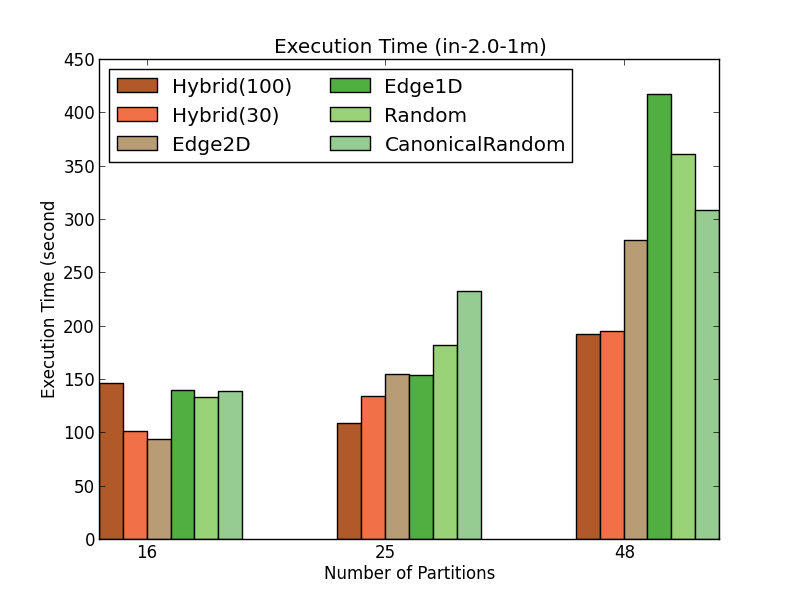 Execution Time (in-2.0-1m)
450
400
350
300
250
200
150
100
50
0
Execution Time (second
Hybrid(100)
Hybrid(30)
Edge2D
Edge1D
Random
CanonicalRandom
16 25 48
Number of Partitions